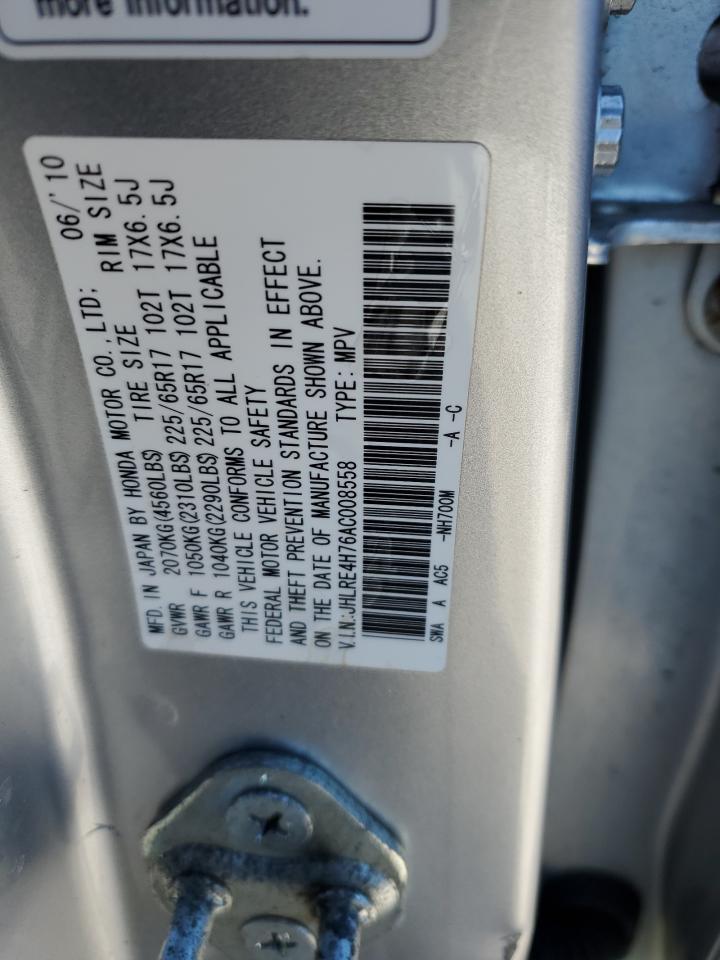 more information.
MFD. IN JAPAN BY HONDA MOTOR CO., LTD; 06/'10
GVWR 2070KG(4560LBS) TIRE SIZE RIM SIZE
GAWR F 1050KG(2310LBS) 225/65R17 102T 17X6.5J
GAWR R 1040KG(2290LBS) 225/65R17 102T 17X6.5J
THIS VEHICLE CONFORMS TO ALL APPLICABLE
FEDERAL MOTOR VEHICLE SAFETY
AND THEFT PREVENTION STANDARDS IN EFFECT
ON THE DATE OF MANUFACTURE SHOWN ABOVE.
V.I.N.:JHLRE4H76AC008558 TYPE: MPV
SWA A AC5 -NH700M -A -C